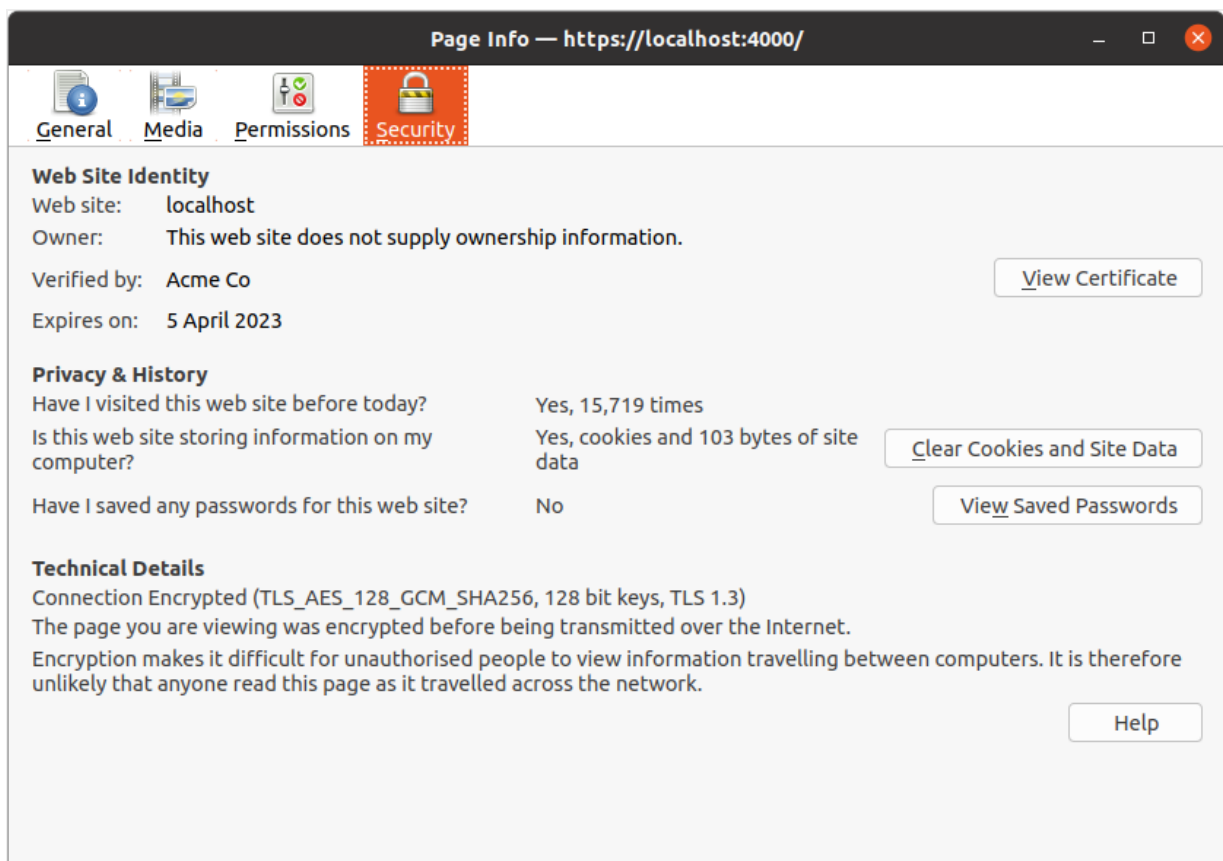 Page Info — https://localhost:4000/
General Media Permissions Security
Web Site Identity
Web site: localhost
Owner: This web site does not supply ownership information.
Verified by: Acme Co
View Certificate
Expires on: 5 April 2023
Privacy & History
Have I visited this web site before today? Yes, 15,719 times
Is this web site storing information on my
computer?
Yes, cookies and 103 bytes of site
data
Clear Cookies and Site Data
Have I saved any passwords for this web site? No
View Saved Passwords
Technical Details
Connection Encrypted (TLS_AES_128_GCM_SHA256, 128 bit keys, TLS 1.3)
The page you are viewing was encrypted before being transmitted over the Internet.
Encryption makes it difficult for unauthorised people to view information travelling between computers. It is therefore
unlikely that anyone read this page as it travelled across the network.
Help